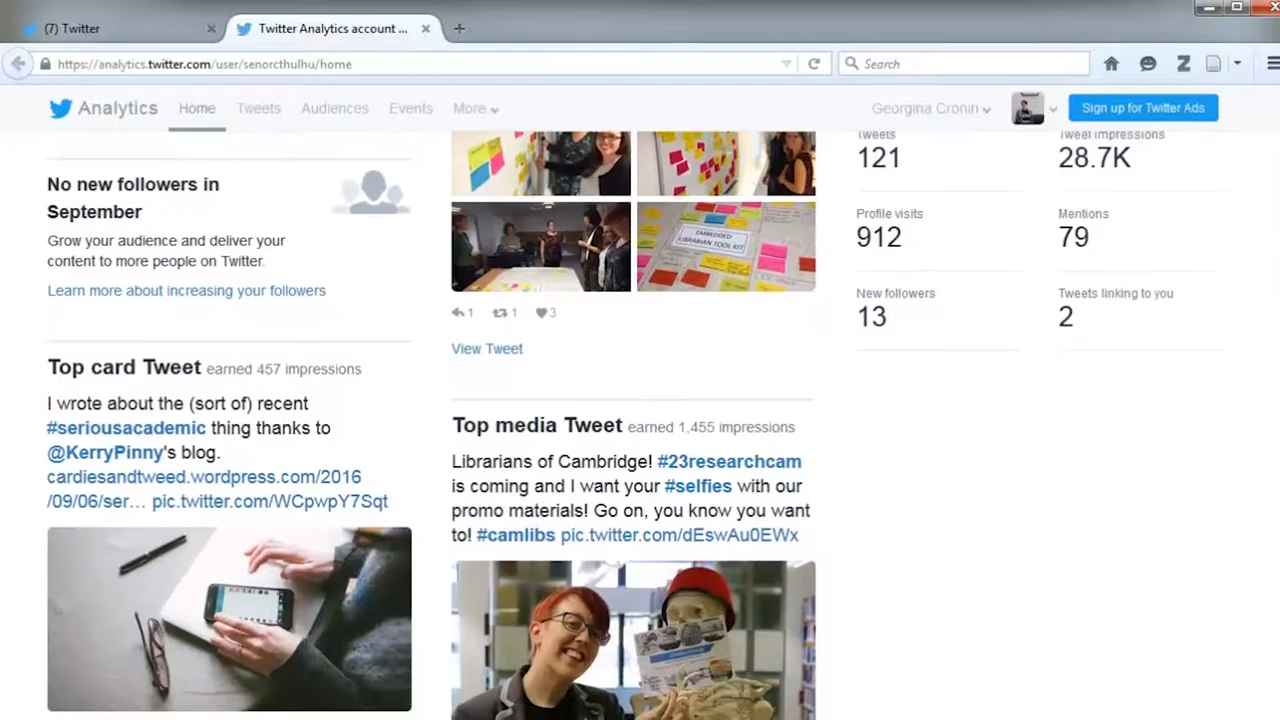 (7) Twitter
Twitter Analytics account ...
https://analytics.twitter.com/user/senorcthulhu/home
Search
Analytics
Home
Tweets
Audiences
Events
More
Georgina Cronin
Sign up for Twitter Ads
No new followers in
September
Grow your audience and deliver your
content to more people on Twitter.
Learn more about increasing your followers
Top card Tweet earned 457 impressions
I wrote about the (sort of) recent
#seriousacademic thing thanks to
@KerryPinny's blog.
cardiesandtweed.wordpress.com/2016
/09/06/ser... pic.twitter.com/WCpwpY7Sqt
EMBEDDED
LIBRARIAN TOOL KIT
1
1
3
View Tweet
Top media Tweet earned 1,455 impressions
Librarians of Cambridge! #23researchcam
is coming and I want your #selfies with our
promo materials! Go on, you know you want
to! #camlibs pic.twitter.com/dEswAu0EWx
Tweets
121
Tweet impressions
28.7K
Profile visits
912
Mentions
79
New followers
13
Tweets linking to you
2